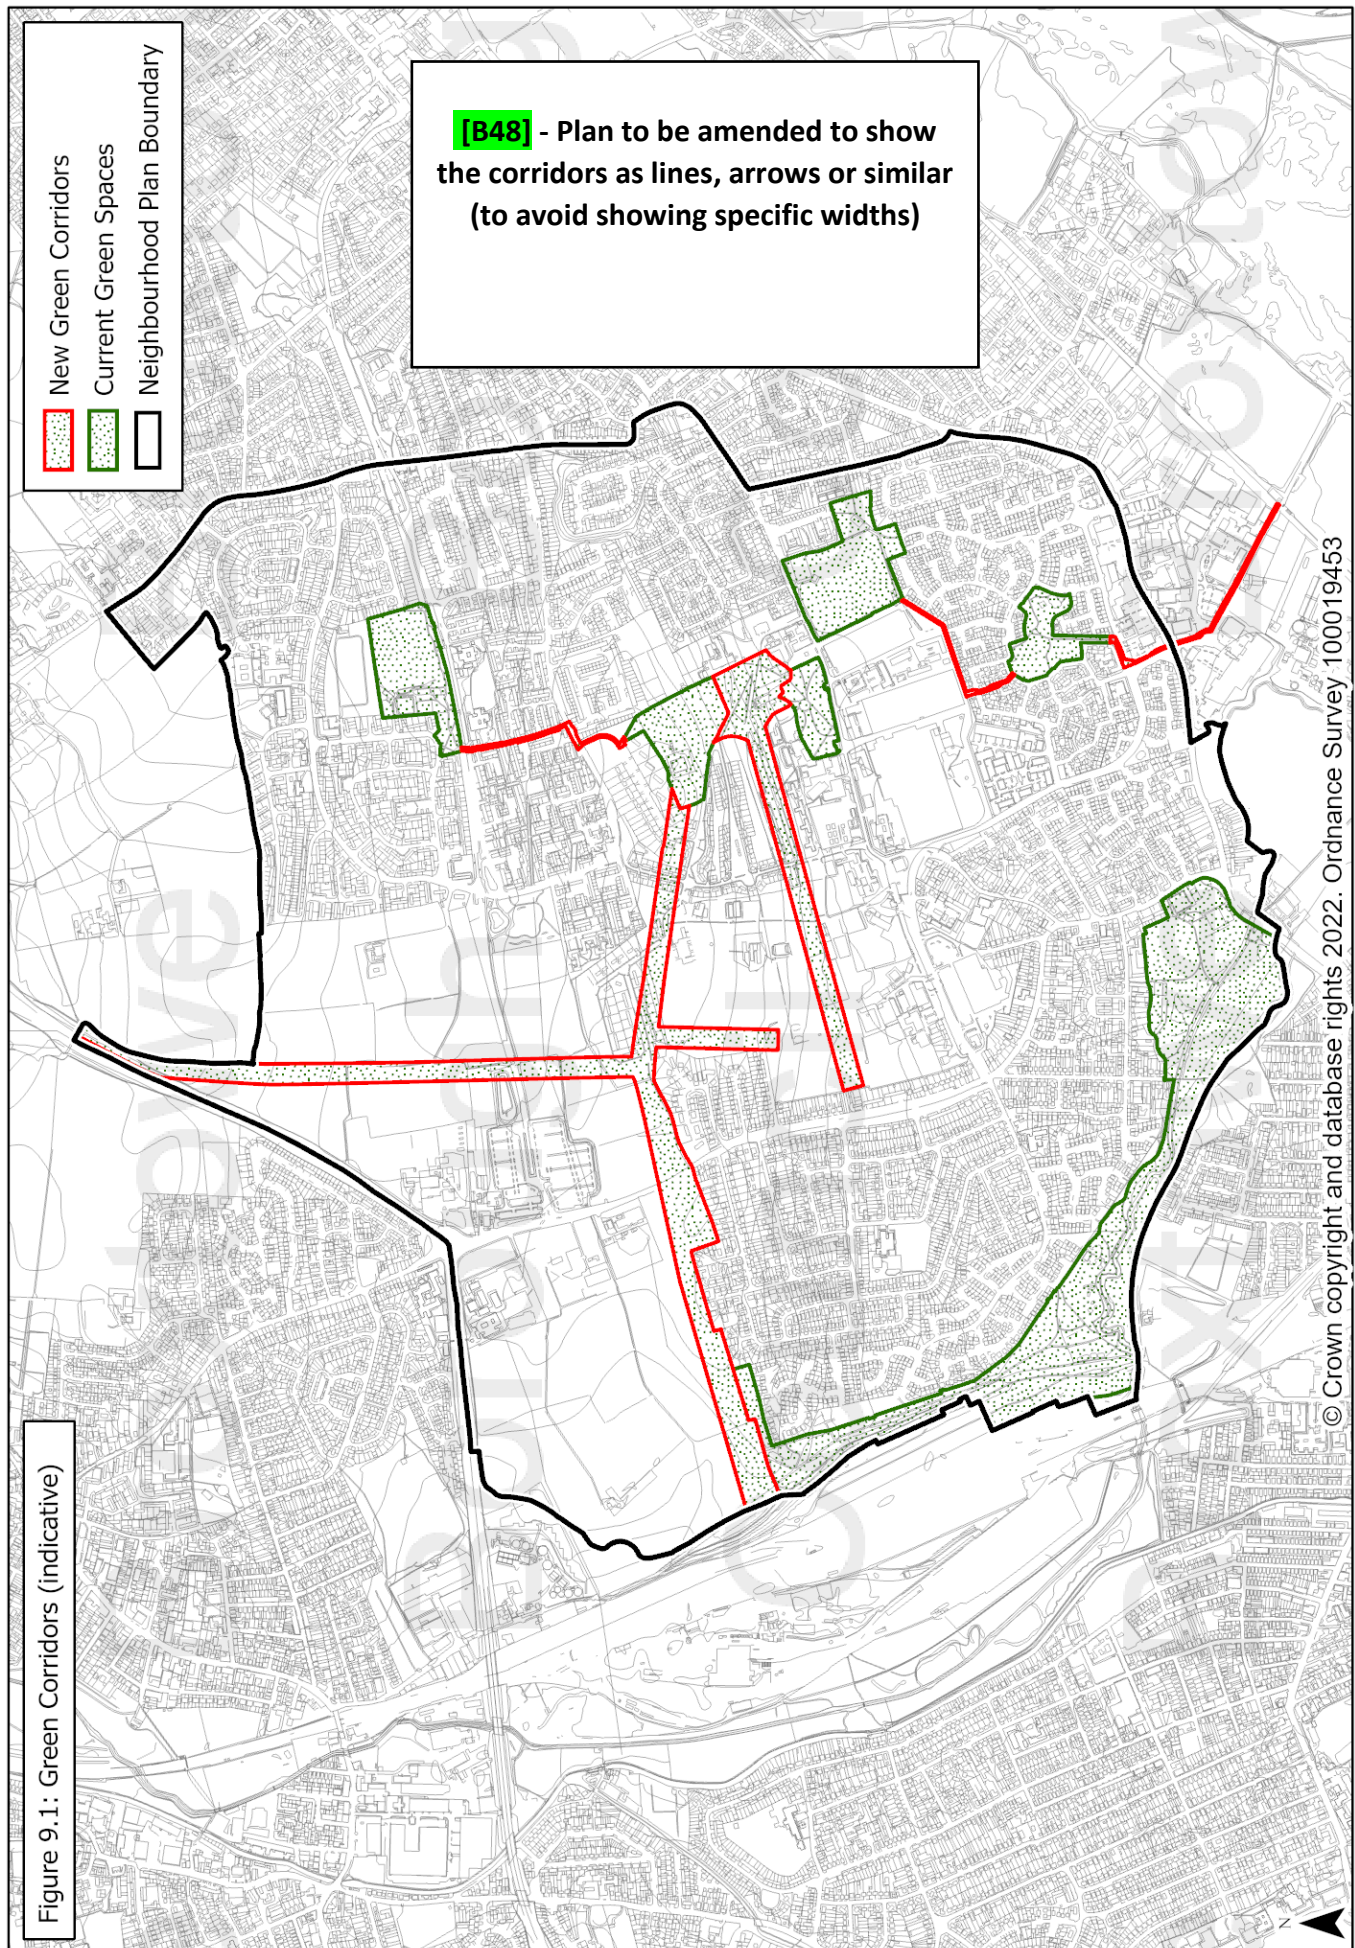 Figure 9.1: Green Corridors (indicative)
New Green Corridors
Current Green Spaces
Neighbourhood Plan Boundary
[B48] - Plan to be amended to show
the corridors as lines, arrows or similar
(to avoid showing specific widths)
© Crown copyright and database rights 2022. Ordnance Survey 100019453
N